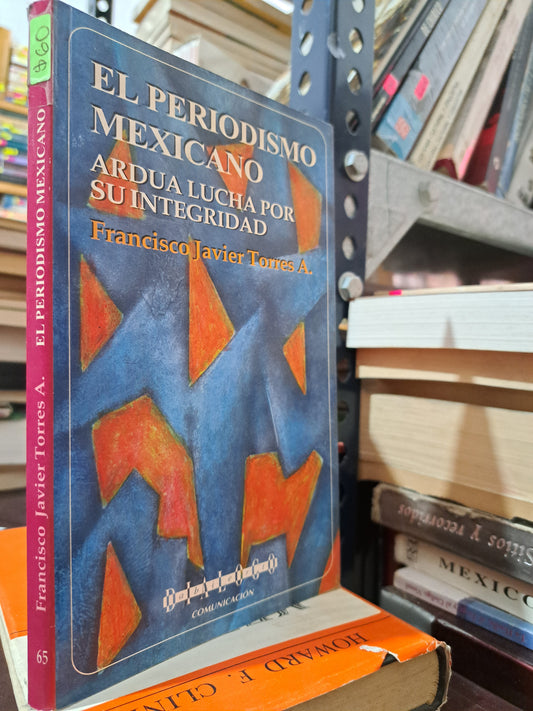 $60
EL PERIODISMO
MEXICANO
ARDUA LUCHA POR
SU INTEGRIDAD
Francisco Javier Torres A.
DIÁLOGO
COMUNICACIÓN
Francisco Javier Torres A. EL PERIODISMO MEXICANO
65
HOWARD F. CLINE
Sitios y recorridos
MEXICO